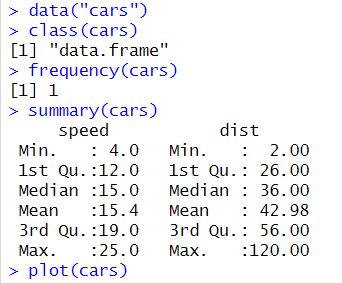 > data("cars")
> class(cars)
[1] "data.frame"
> frequency(cars)
[1] 1
> summary(cars)
     speed           dist
 Min.   : 4.0   Min.   :  2.00
 1st Qu.:12.0   1st Qu.: 26.00
 Median :15.0   Median : 36.00
 Mean   :15.4   Mean   : 42.98
 3rd Qu.:19.0   3rd Qu.: 56.00
 Max.   :25.0   Max.   :120.00
> plot(cars)